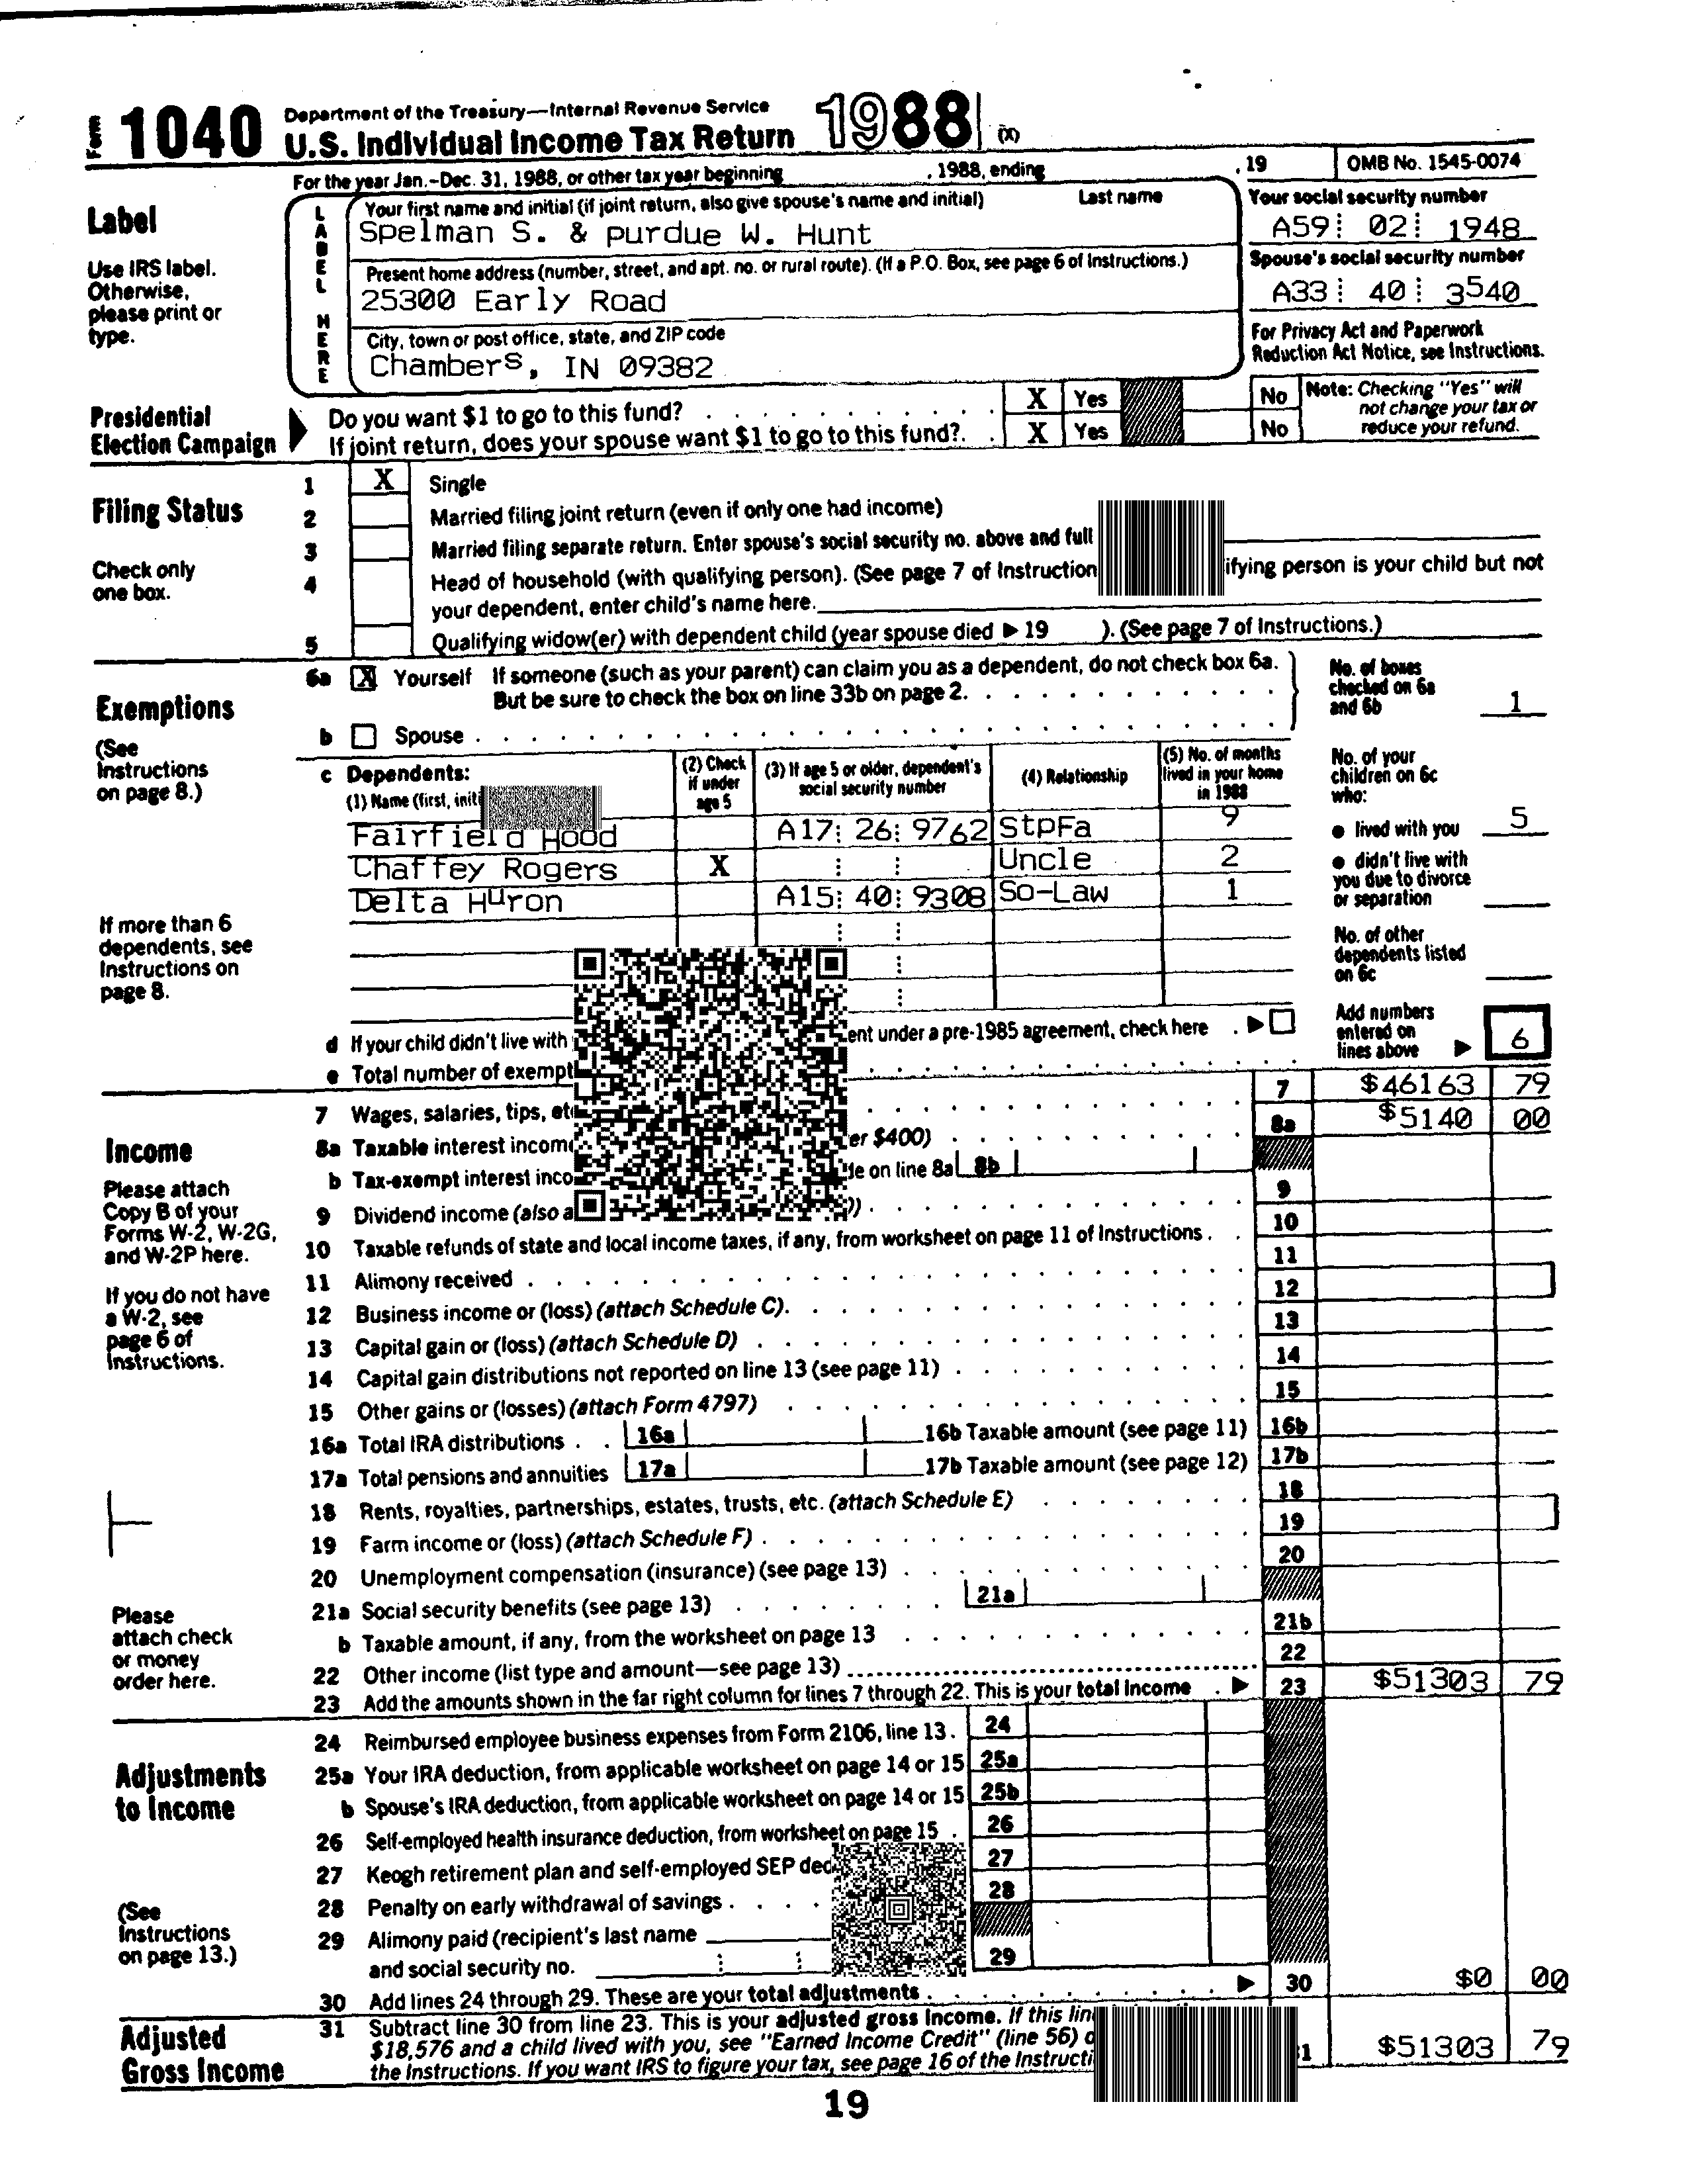 Form 1040 Department of the Treasury—Internal Revenue Service
U.S. Individual Income Tax Return 1988 (X)
For the year Jan.-Dec. 31, 1988, or other tax year beginning , 1988, ending , 19 OMB No. 1545-0074
Label
Use IRS label.
Otherwise,
please print or
type.
LABEL HERE
Your first name and initial (if joint return, also give spouse's name and initial) Last name
Spelman S. & purdue W. Hunt
Present home address (number, street, and apt. no. or rural route). (If a P.O. Box, see page 6 of Instructions.)
25300 Early Road
City, town or post office, state, and ZIP code
Chambers, IN 09382
Your social security number
A59 02 1948
Spouse's social security number
A33 40 3540
For Privacy Act and Paperwork
Reduction Act Notice, see Instructions.
Presidential
Election Campaign
Do you want $1 to go to this fund? X Yes No
If joint return, does your spouse want $1 to go to this fund?. X Yes No
Note: Checking "Yes" will
not change your tax or
reduce your refund.
Filing Status
Check only
one box.
1 X Single
2 Married filing joint return (even if only one had income)
3 Married filing separate return. Enter spouse's social security no. above and full
4 Head of household (with qualifying person). (See page 7 of Instruction ifying person is your child but not
your dependent, enter child's name here.
5 Qualifying widow(er) with dependent child (year spouse died ▶ 19 ). (See page 7 of Instructions.)
Exemptions
(See
Instructions
on page 8.)
If more than 6
dependents, see
Instructions on
page 8.
6a X Yourself If someone (such as your parent) can claim you as a dependent, do not check box 6a.
But be sure to check the box on line 33b on page 2.
b Spouse
No. of boxes
checked on 6a
and 6b 1
c Dependents:
(1) Name (first, initi
(2) Check
if under
age 5
(3) If age 5 or older, dependent's
social security number
(4) Relationship
(5) No. of months
lived in your home
in 1988
Fairfield Hood A17 26 9762 StpFa 9
Chaffey Rogers X Uncle 2
Delta Huron A15 40 9308 So-Law 1
No. of your
children on 6c
who:
● lived with you 5
● didn't live with
you due to divorce
or separation
No. of other
dependents listed
on 6c
d If your child didn't live with ent under a pre-1985 agreement, check here ▶
e Total number of exempt
Add numbers
entered on
lines above ▶ 6
Income
Please attach
Copy B of your
Forms W-2, W-2G,
and W-2P here.
If you do not have
a W-2, see
page 6 of
Instructions.
Please
attach check
or money
order here.
7 Wages, salaries, tips, etc 7 $46163 79
8a Taxable interest income er $400) 8a $5140 00
b Tax-exempt interest inco de on line 8a 8b
9 Dividend income (also a )) 9
10 Taxable refunds of state and local income taxes, if any, from worksheet on page 11 of Instructions 10
11 Alimony received 11
12 Business income or (loss) (attach Schedule C). 12
13 Capital gain or (loss) (attach Schedule D) 13
14 Capital gain distributions not reported on line 13 (see page 11) 14
15 Other gains or (losses) (attach Form 4797) 15
16a Total IRA distributions 16a 16b Taxable amount (see page 11) 16b
17a Total pensions and annuities 17a 17b Taxable amount (see page 12) 17b
18 Rents, royalties, partnerships, estates, trusts, etc. (attach Schedule E) 18
19 Farm income or (loss) (attach Schedule F) 19
20 Unemployment compensation (insurance) (see page 13) 20
21a Social security benefits (see page 13) 21a
b Taxable amount, if any, from the worksheet on page 13 21b
22 Other income (list type and amount—see page 13) 22
23 Add the amounts shown in the far right column for lines 7 through 22. This is your total income ▶ 23 $51303 79
Adjustments
to Income
(See
Instructions
on page 13.)
24 Reimbursed employee business expenses from Form 2106, line 13. 24
25a Your IRA deduction, from applicable worksheet on page 14 or 15 25a
b Spouse's IRA deduction, from applicable worksheet on page 14 or 15 25b
26 Self-employed health insurance deduction, from worksheet on page 15 26
27 Keogh retirement plan and self-employed SEP ded 27
28 Penalty on early withdrawal of savings 28
29 Alimony paid (recipient's last name
and social security no. 29
30 Add lines 24 through 29. These are your total adjustments ▶ 30 $0 00
Adjusted
Gross Income
31 Subtract line 30 from line 23. This is your adjusted gross income. If this line
$18,576 and a child lived with you, see "Earned Income Credit" (line 56) o
the Instructions. If you want IRS to figure your tax, see page 16 of the Instructi 1 $51303 79
19